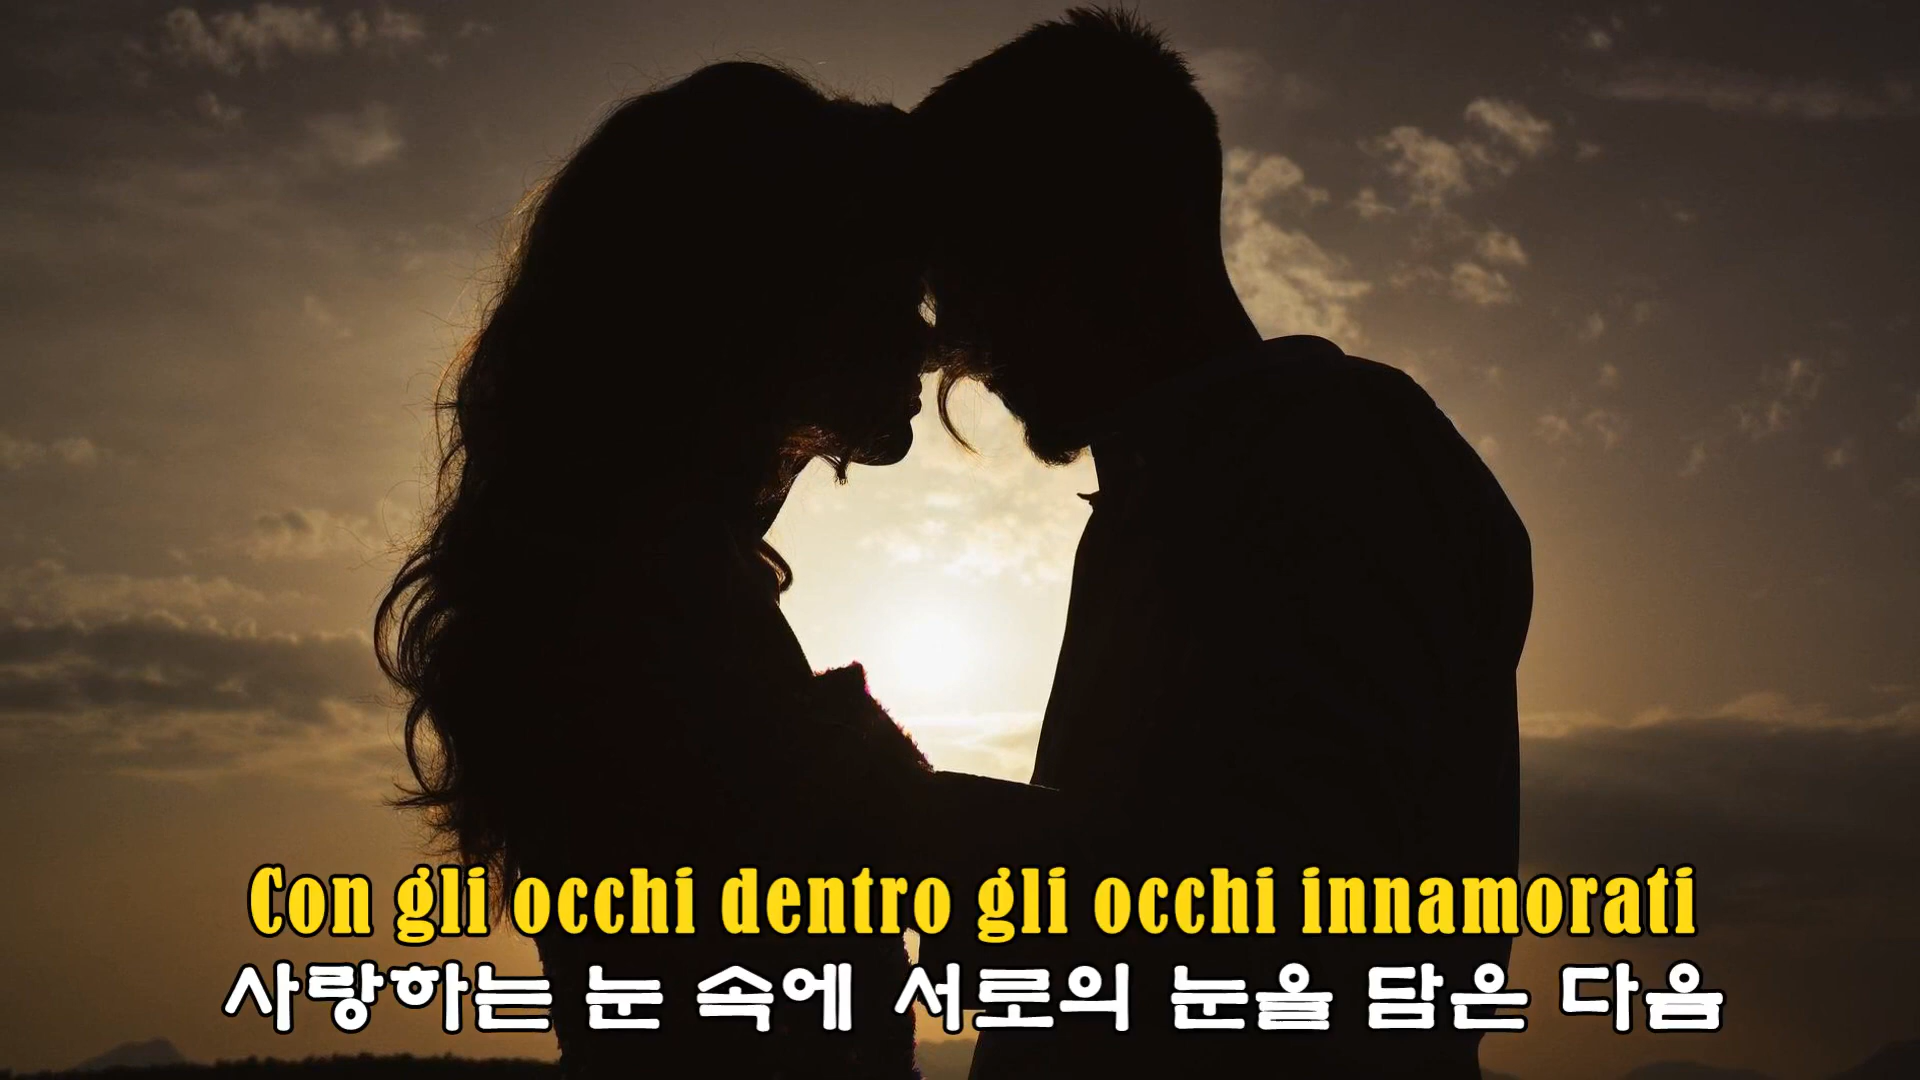 Con gli occhi dentro gli occhi innamorati
사랑하는 눈 속에 서로의 눈을 담은 다음